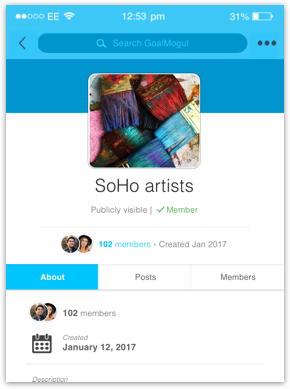 EE 12:53 pm 31%
Search GoalMogul
SoHo artists
Publicly visible | Member
102 members • Created Jan 2017
About Posts Members
102 members
Created
January 12, 2017
Description